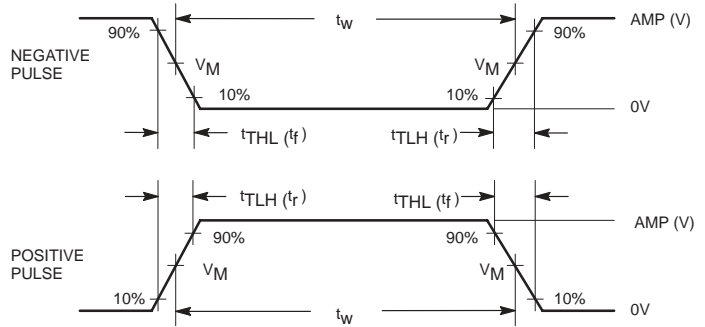 90%
tW
90%
AMP (V)
NEGATIVE
PULSE
VM
VM
10%
10%
0V
tTHL (tf)
tTLH (tr)
tTLH (tr)
tTHL (tf)
AMP (V)
90%
90%
POSITIVE
PULSE
VM
VM
10%
10%
tW
0V